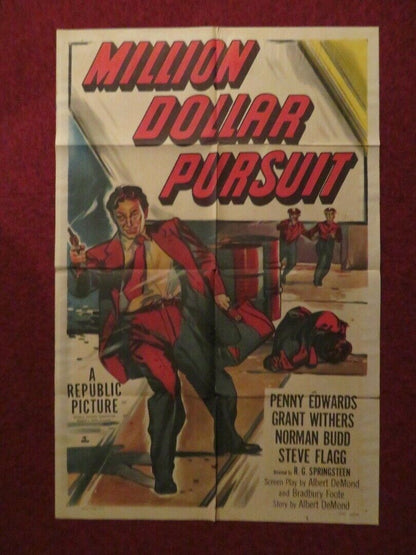 MILLION
DOLLAR
PURSUIT
A
REPUBLIC
PICTURE
PENNY EDWARDS
GRANT WITHERS
NORMAN BUDD
STEVE FLAGG
Directed by R. G. SPRINGSTEEN
Screen Play by Albert DeMond
and Bradbury Foote
Story by Albert DeMond